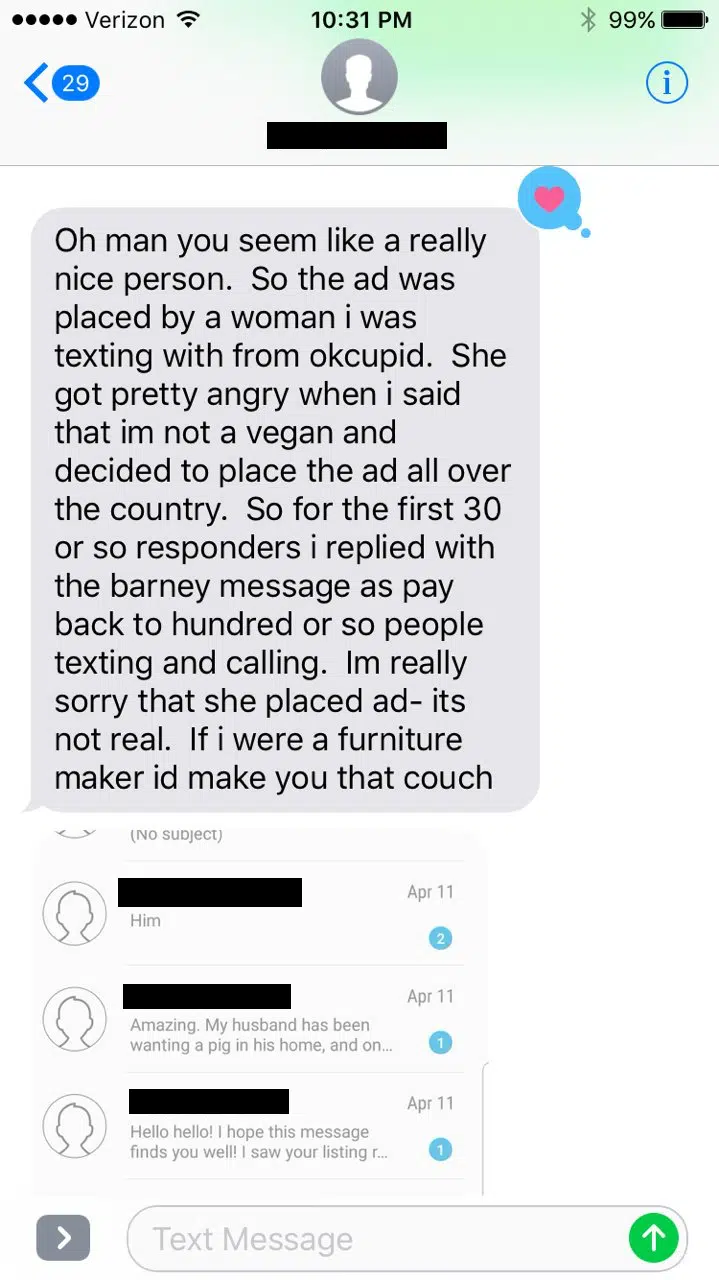 Verizon 10:31 PM 99%
29
i
Oh man you seem like a really
nice person.  So the ad was
placed by a woman i was
texting with from okcupid.  She
got pretty angry when i said
that im not a vegan and
decided to place the ad all over
the country.  So for the first 30
or so responders i replied with
the barney message as pay
back to hundred or so people
texting and calling.  Im really
sorry that she placed ad- its
not real.  If i were a furniture
maker id make you that couch
(No subject)
Apr 11
Him
2
Apr 11
Amazing. My husband has been
wanting a pig in his home, and on...
1
Apr 11
Hello hello! I hope this message
finds you well! I saw your listing r...
1
Text Message